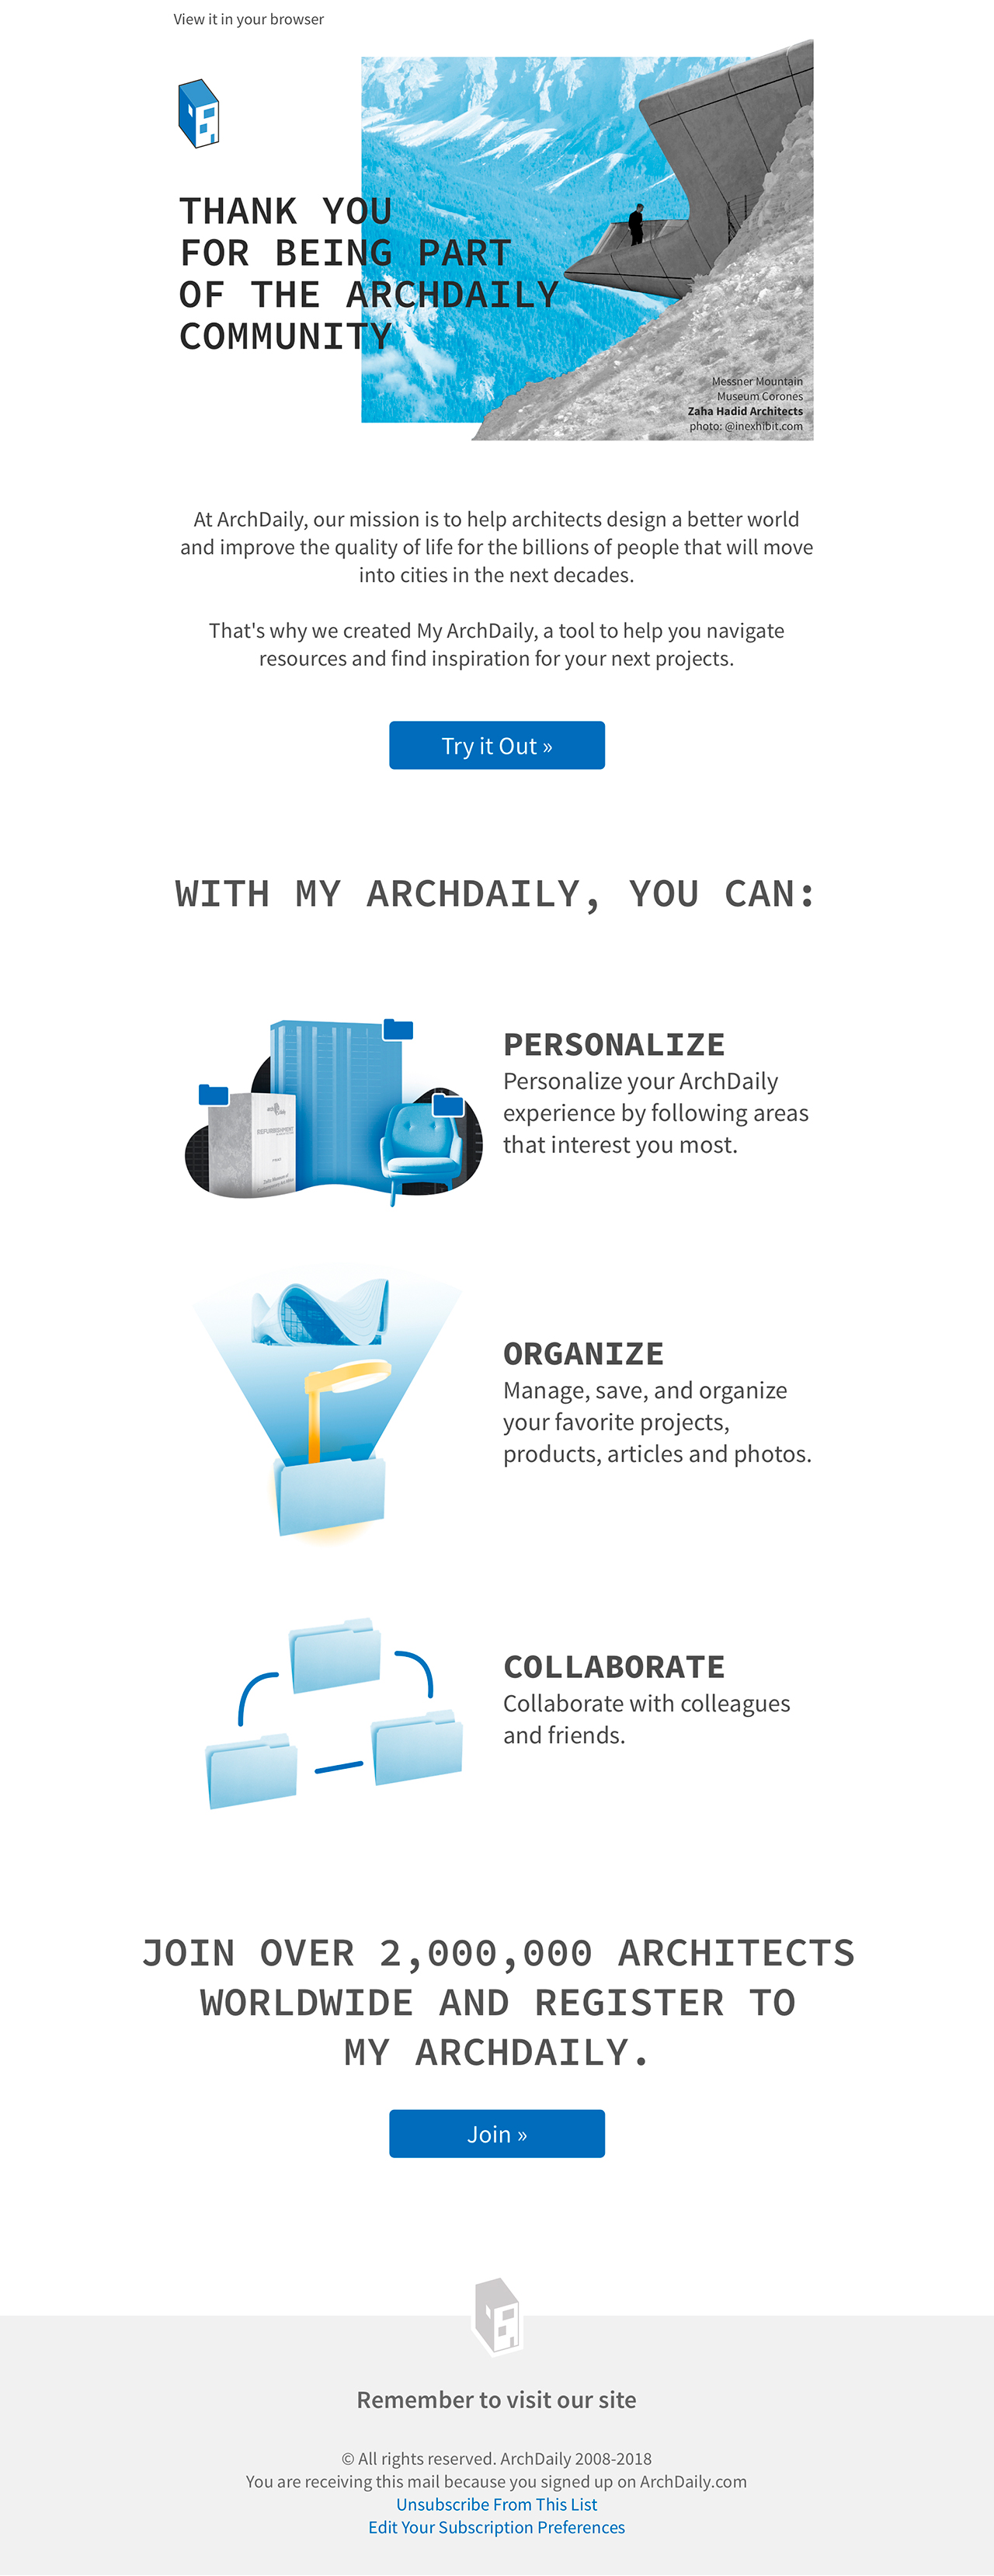 View it in your browser
THANK YOU
FOR BEING PART
OF THE ARCHDAILY
COMMUNITY
Messner Mountain
Museum Corones
Zaha Hadid Architects
photo: @inexhibit.com
At ArchDaily, our mission is to help architects design a better world
and improve the quality of life for the billions of people that will move
into cities in the next decades.
That's why we created My ArchDaily, a tool to help you navigate
resources and find inspiration for your next projects.
Try it Out »
WITH MY ARCHDAILY, YOU CAN:
REFURBISHMENT
PERSONALIZE
Personalize your ArchDaily
experience by following areas
that interest you most.
ORGANIZE
Manage, save, and organize
your favorite projects,
products, articles and photos.
COLLABORATE
Collaborate with colleagues
and friends.
JOIN OVER 2,000,000 ARCHITECTS
WORLDWIDE AND REGISTER TO
MY ARCHDAILY.
Join »
Remember to visit our site
© All rights reserved. ArchDaily 2008-2018
You are receiving this mail because you signed up on ArchDaily.com
Unsubscribe From This List
Edit Your Subscription Preferences